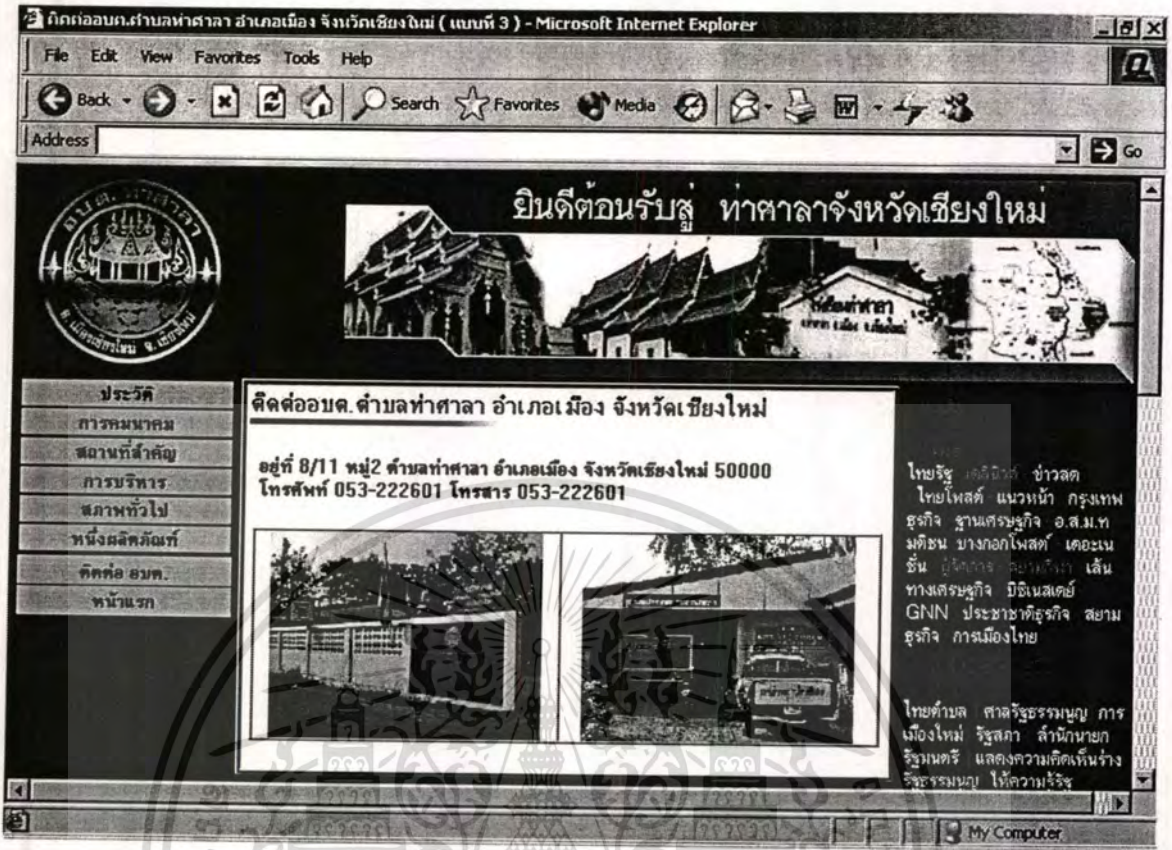 ติดต่ออบต.ตำบลท่าศาลา อำเภอเมือง จังหวัดเชียงใหม่ ( แบบที่ 3 ) - Microsoft Internet Explorer
File Edit View Favorites Tools Help
Back Search Favorites Media
Address Go
ยินดีต้อนรับสู่ ท่าศาลาจังหวัดเชียงใหม่
ประวัติ
การคมนาคม
สถานที่สำคัญ
การบริหาร
สภาพทั่วไป
หนึ่งผลิตภัณฑ์
ติดต่อ อบต.
หน้าแรก
ติดต่ออบต.ตำบลท่าศาลา อำเภอเมือง จังหวัดเชียงใหม่
อยู่ที่ 8/11 หมู่2 ตำบลท่าศาลา อำเภอเมือง จังหวัดเชียงใหม่ 50000
โทรศัพท์ 053-222601 โทรสาร 053-222601
ไทยรัฐ เดลินิวส์ ข่าวสด
ไทยโพสต์ แนวหน้า กรุงเทพ
ธุรกิจ ฐานเศรษฐกิจ อ.ส.ม.ท
มติชน บางกอกโพสต์ เดอะเน
ชั่น ผู้จัดการ สยามกีฬา เส้น
ทางเศรษฐกิจ บิซิเนสเดย์
GNN ประชาชาติธุรกิจ สยาม
ธุรกิจ การเมืองไทย
ไทยตำบล ศาลรัฐธรรมนูญ การ
เมืองใหม่ รัฐสภา สำนักนายก
รัฐมนตรี แสดงความคิดเห็นร่าง
รัฐธรรมนูญ ให้ความรู้รัฐ
My Computer